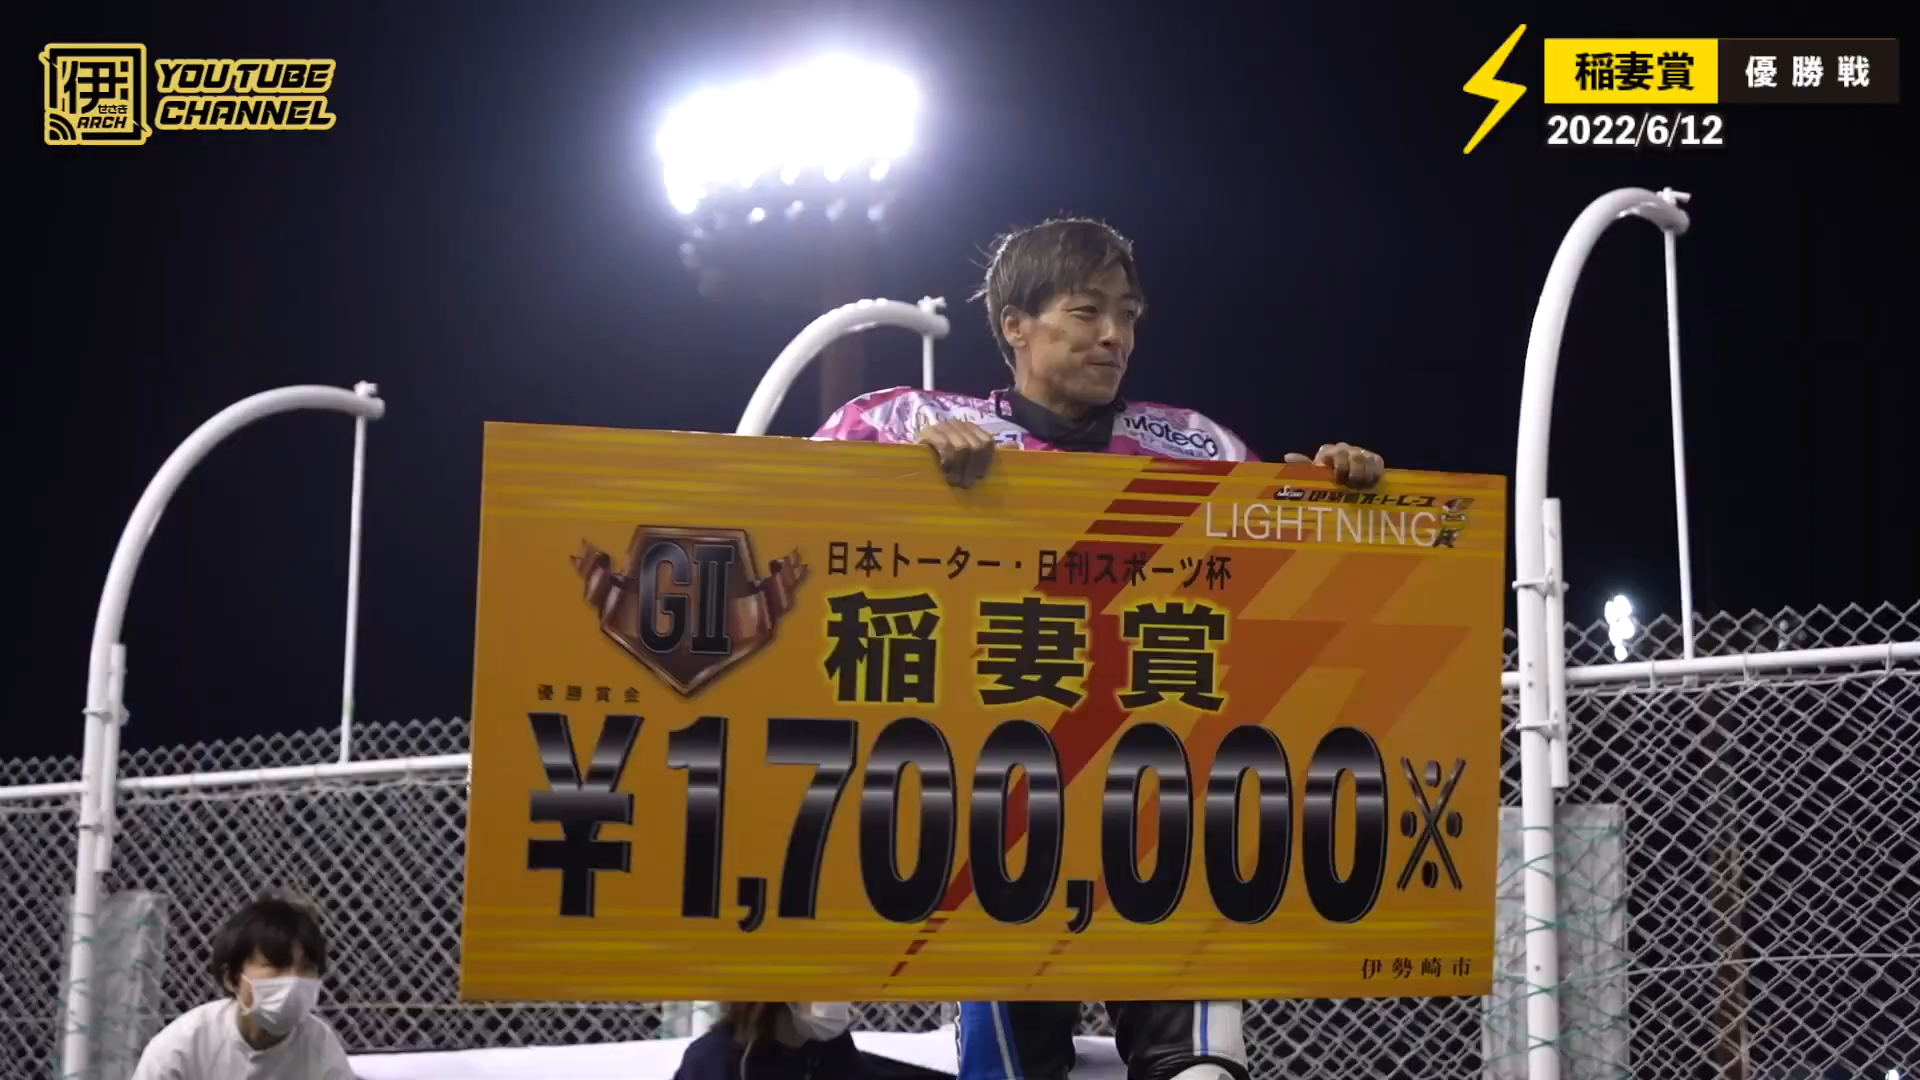 伊
せさき
ARCH
YOUTUBE
CHANNEL
稲妻賞 優勝戦
2022/6/12
MoteCo
伊勢崎オートレース
LIGHTNING
GII
日本トーター・日刊スポーツ杯
稲妻賞
優勝賞金
¥1,700,000※
伊勢崎市